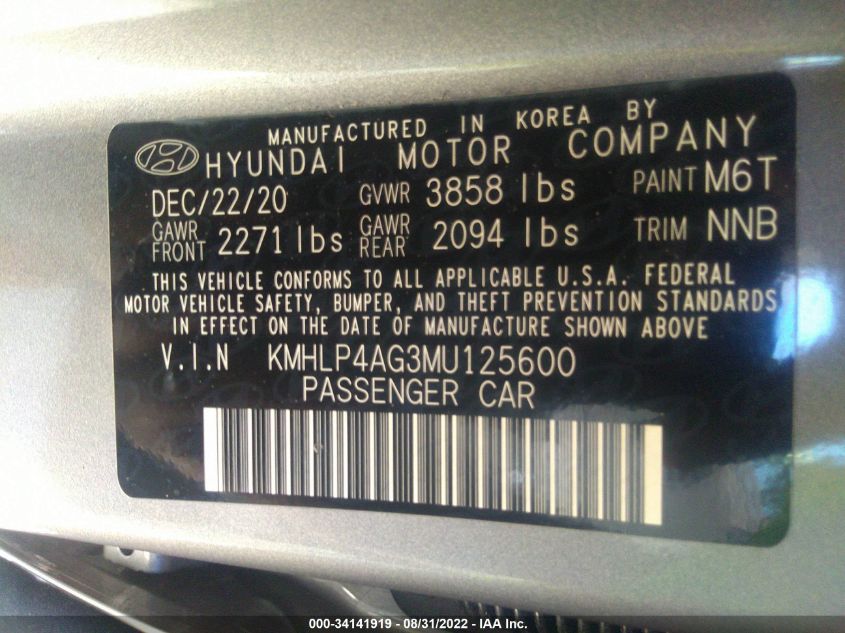 MANUFACTURED IN KOREA BY
HYUNDAI MOTOR COMPANY
DEC/22/20 GVWR 3858 lbs PAINT M6T
GAWR FRONT 2271 lbs GAWR REAR 2094 lbs TRIM NNB
THIS VEHICLE CONFORMS TO ALL APPLICABLE U.S.A. FEDERAL
MOTOR VEHICLE SAFETY, BUMPER, AND THEFT PREVENTION STANDARDS
IN EFFECT ON THE DATE OF MANUFACTURE SHOWN ABOVE
V.I.N KMHLP4AG3MU125600
PASSENGER CAR
000-34141919 - 08/31/2022 - IAA Inc.